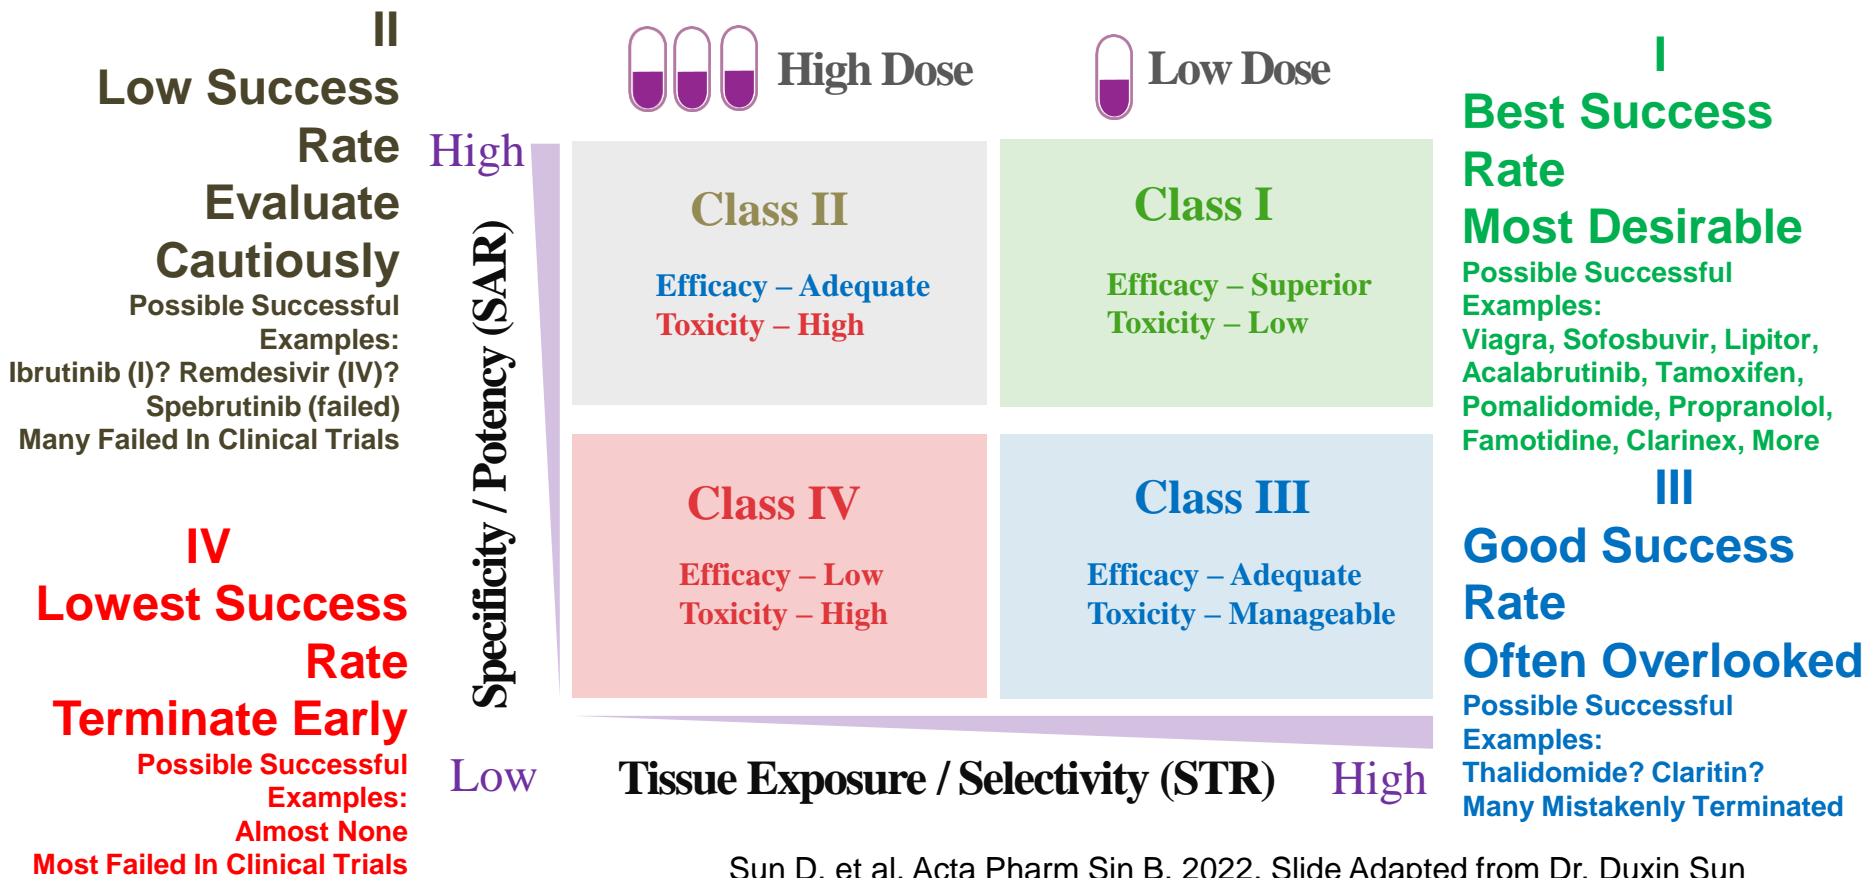 II
Low Success
Rate
Evaluate
Cautiously
Possible Successful
Examples:
Ibrutinib (I)? Remdesivir (IV)?
Spebrutinib (failed)
Many Failed In Clinical Trials
IV
Lowest Success
Rate
Terminate Early
Possible Successful
Examples:
Almost None
Most Failed In Clinical Trials
High Dose
Low Dose
High
Specificity / Potency (SAR)
Class II
Efficacy – Adequate
Toxicity – High
Class I
Efficacy – Superior
Toxicity – Low
Class IV
Efficacy – Low
Toxicity – High
Class III
Efficacy – Adequate
Toxicity – Manageable
Low
Tissue Exposure / Selectivity (STR)
High
I
Best Success
Rate
Most Desirable
Possible Successful
Examples:
Viagra, Sofosbuvir, Lipitor,
Acalabrutinib, Tamoxifen,
Pomalidomide, Propranolol,
Famotidine, Clarinex, More
III
Good Success
Rate
Often Overlooked
Possible Successful
Examples:
Thalidomide? Claritin?
Many Mistakenly Terminated
Sun D. et al. Acta Pharm Sin B. 2022. Slide Adapted from Dr. Duxin Sun